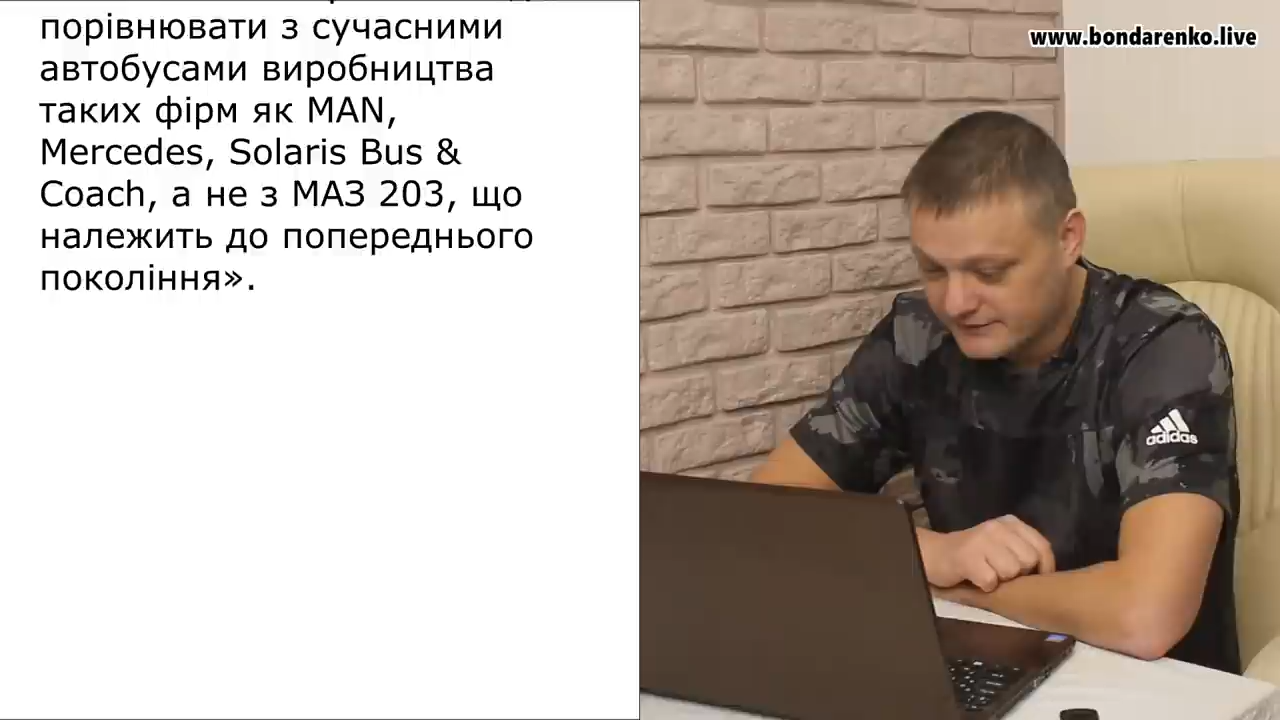 порівнювати з сучасними
автобусами виробництва
таких фірм як MAN,
Mercedes, Solaris Bus &
Coach, а не з МАЗ 203, що
належить до попереднього
покоління».
www.bondarenko.live
adidas